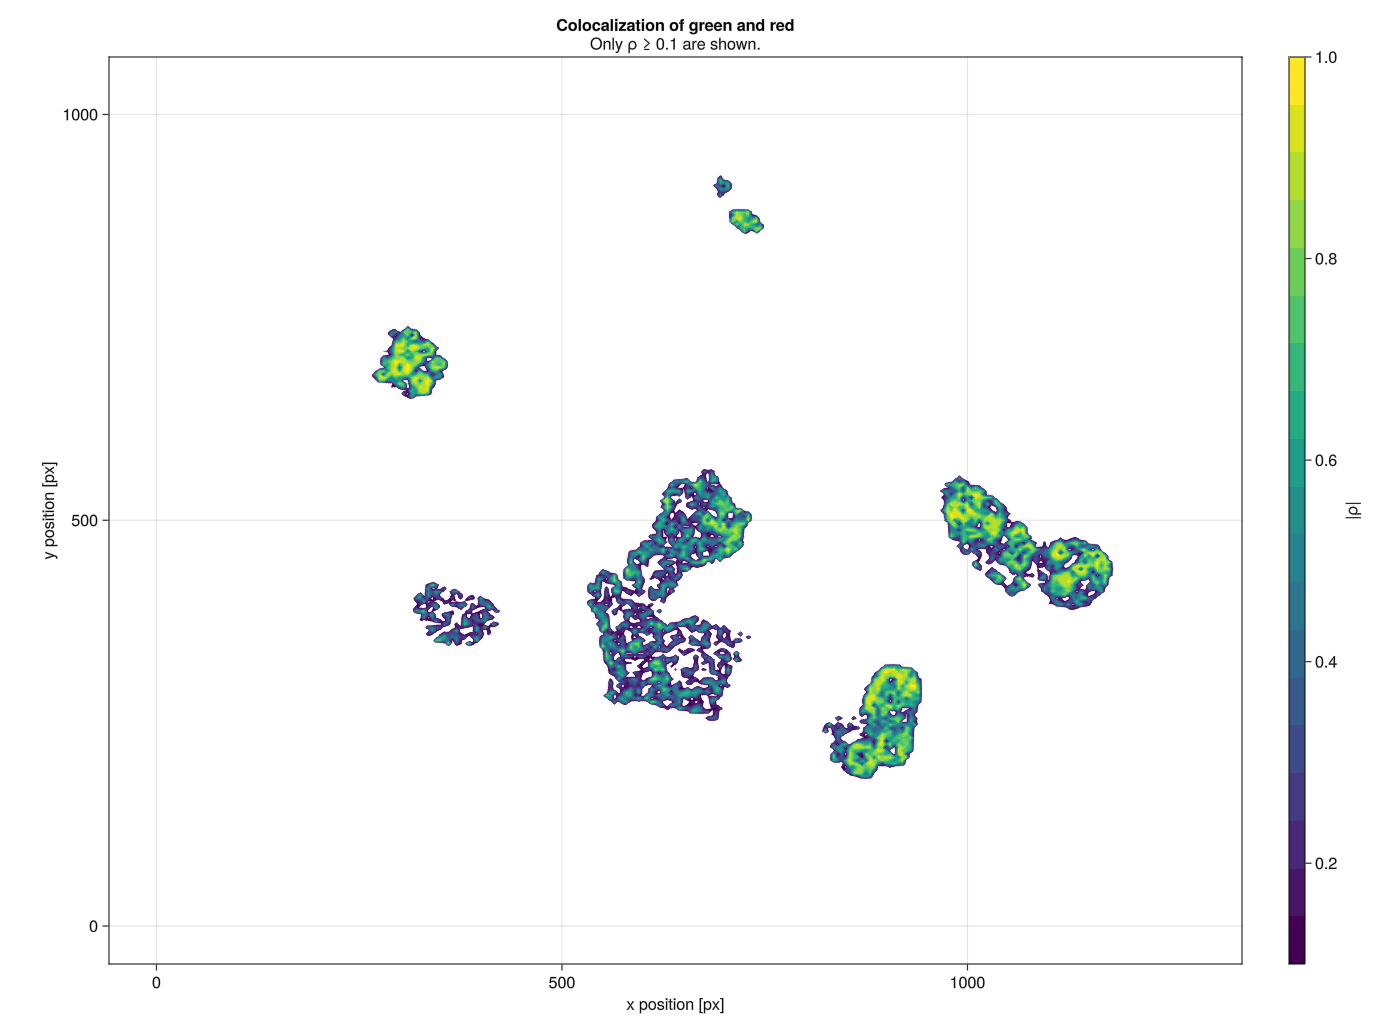 Colocalization of green and red
Only ρ ≥ 0.1 are shown.
1000
500
0
y position [px]
0
500
1000
x position [px]
1.0
0.8
0.6
0.4
0.2
|ρ|